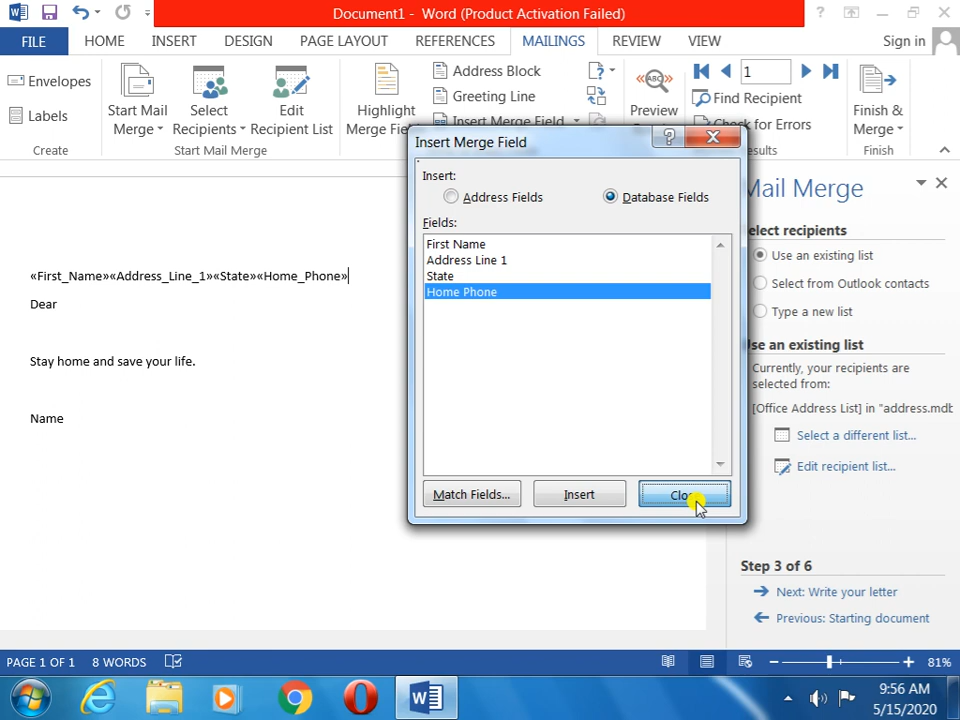 Document1 - Word (Product Activation Failed)
FILE HOME INSERT DESIGN PAGE LAYOUT REFERENCES MAILINGS REVIEW VIEW Sign in
Envelopes
Labels
Create
Start Mail Merge
Select Recipients
Edit Recipient List
Start Mail Merge
Highlight
Address Block
Greeting Line
Insert Merge Field
Preview
1
Find Recipient
Check for Errors
Finish & Merge
Finish
Insert Merge Field
Insert:
Address Fields Database Fields
Fields:
First Name
Address Line 1
State
Home Phone
Match Fields... Insert
«First_Name»«Address_Line_1»«State»«Home_Phone»
Dear
Stay home and save your life.
Name
Mail Merge
Select recipients
Use an existing list
Select from Outlook contacts
Type a new list
Use an existing list
Currently, your recipients are
selected from:
[Office Address List] in "address.mdb
Select a different list...
Edit recipient list...
Step 3 of 6
Next: Write your letter
Previous: Starting document
PAGE 1 OF 1 8 WORDS 81%
9:56 AM
5/15/2020